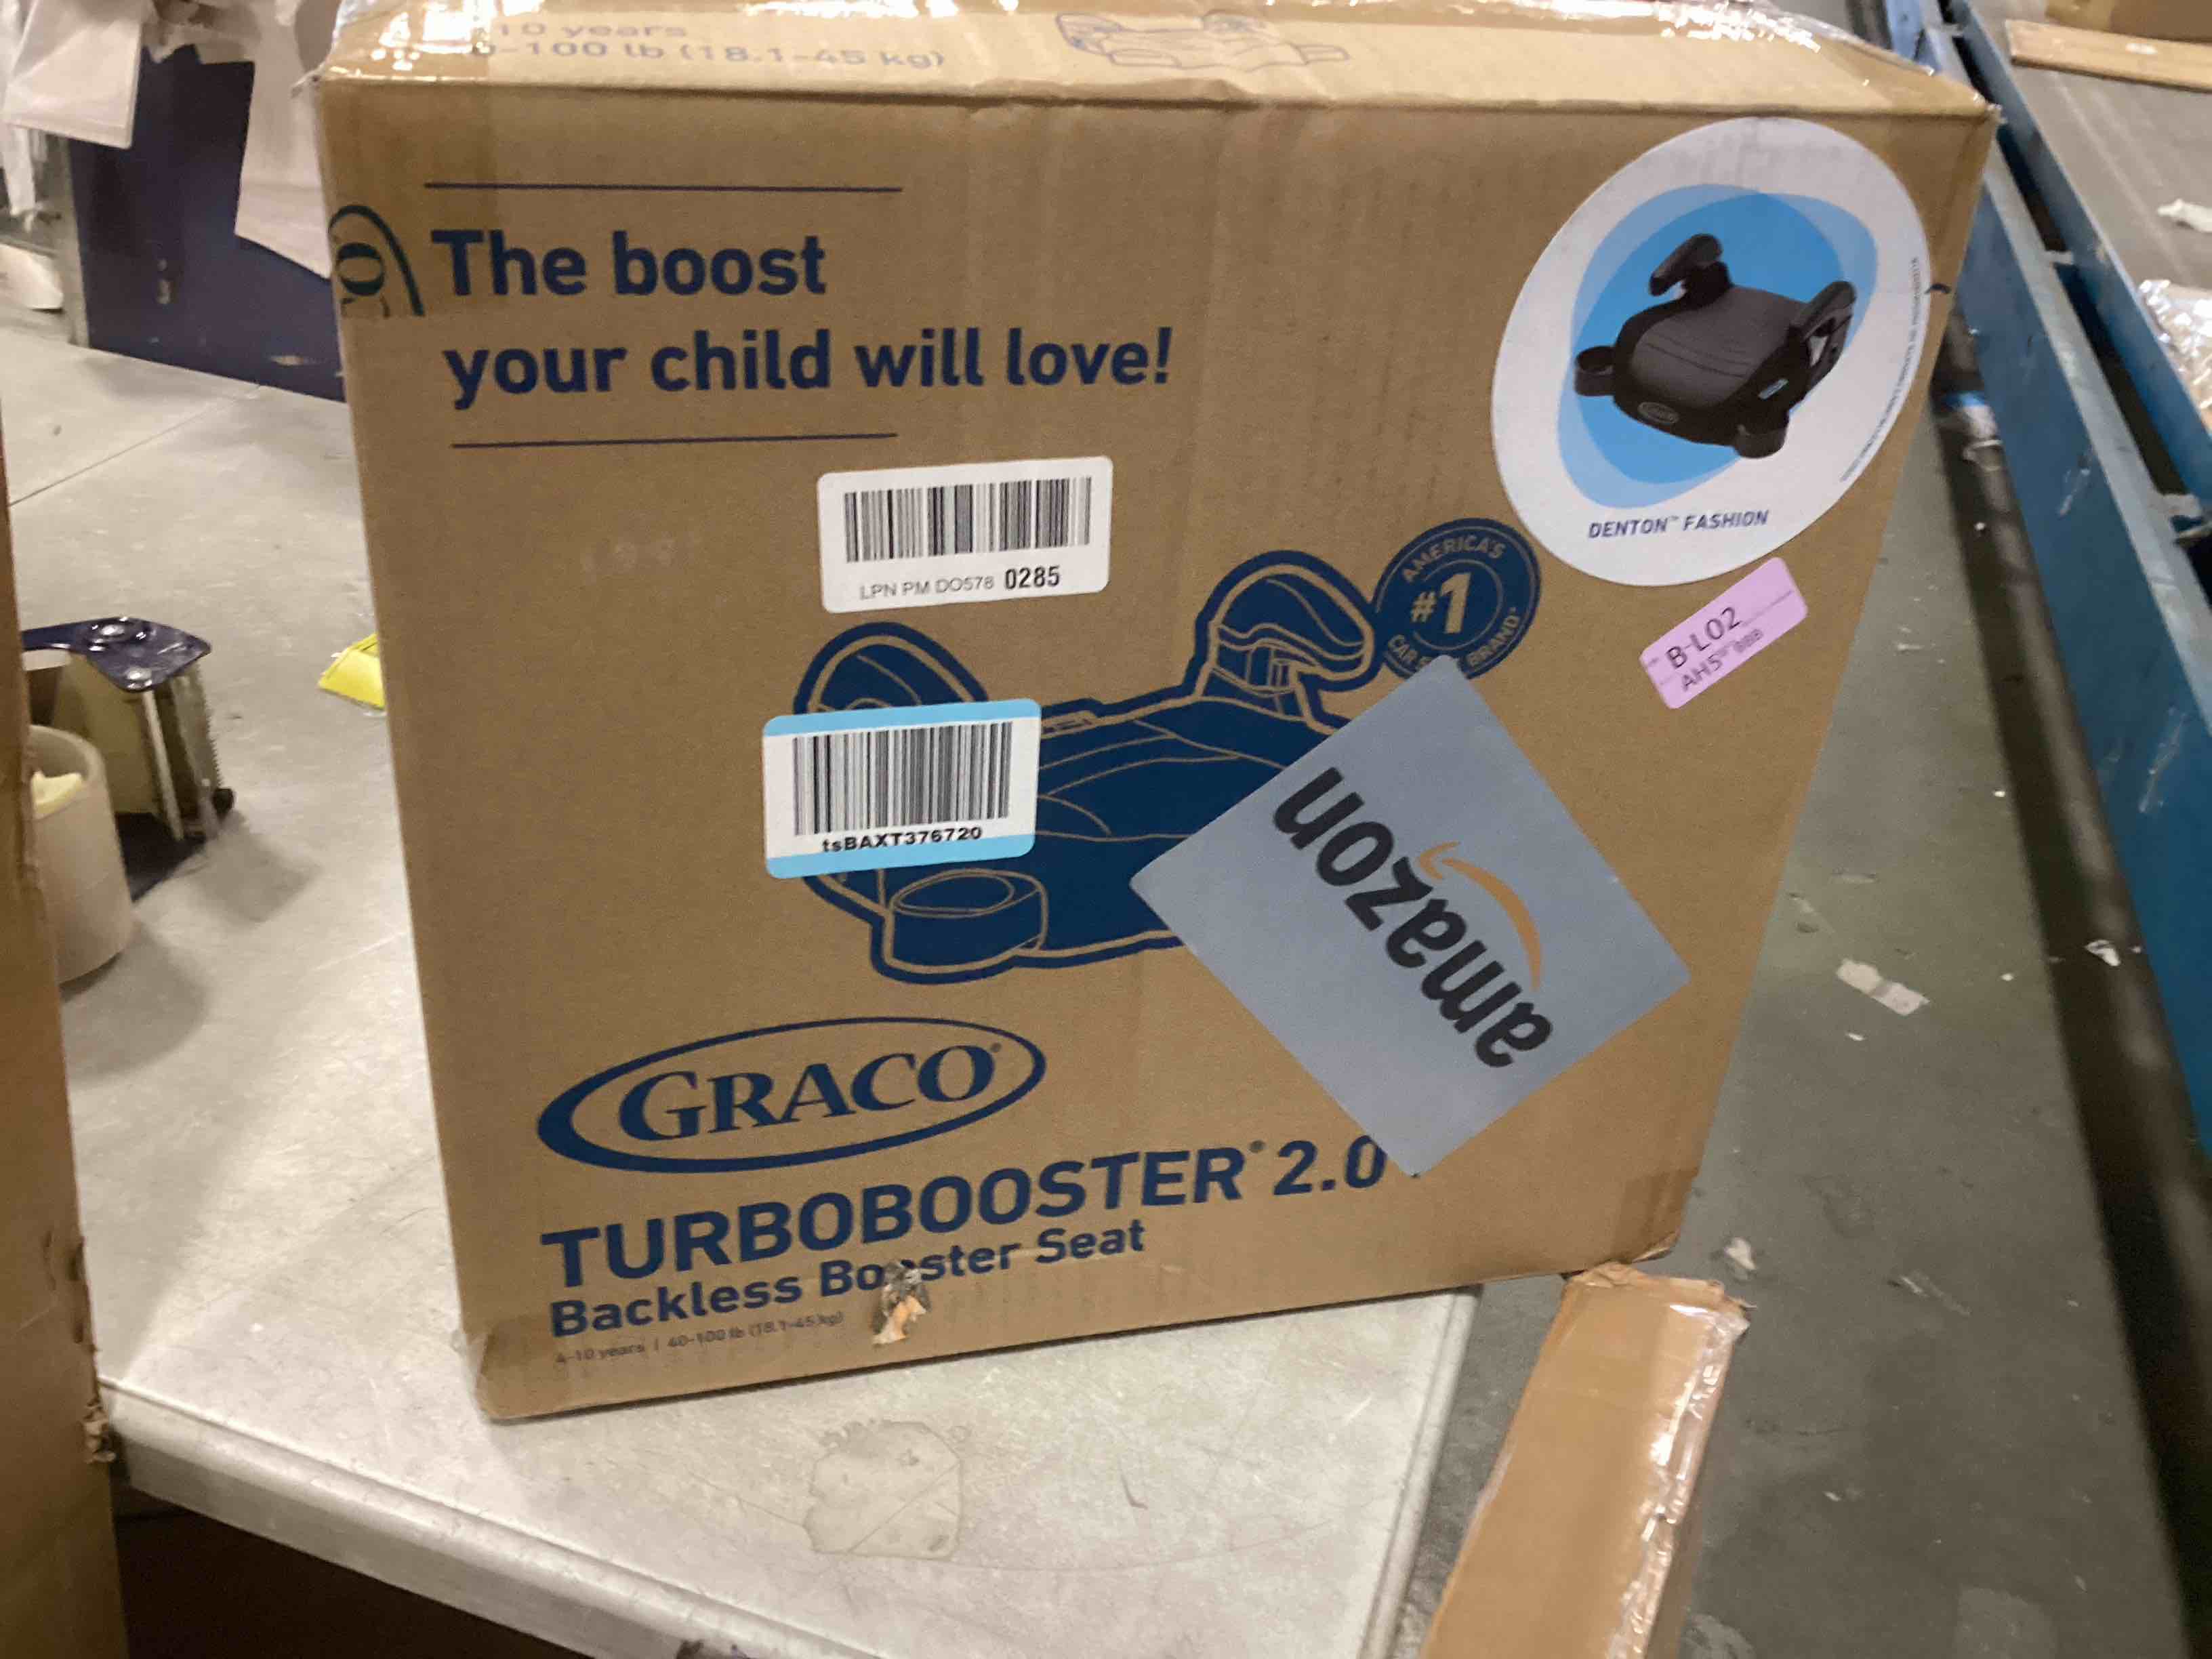 10 years
-100 lb (18.1-45 kg)
The boost
your child will love!
LPN PM DO578 0285
DENTON™ FASHION
AMERICA'S
#1
CAR BRAND
B-L02
AH5 BBB
tsBAXT376720
amazon
GRACO®
TURBOBOOSTER® 2.0
Backless Booster Seat
4-10 years | 40-100 lb (18.1-45 kg)